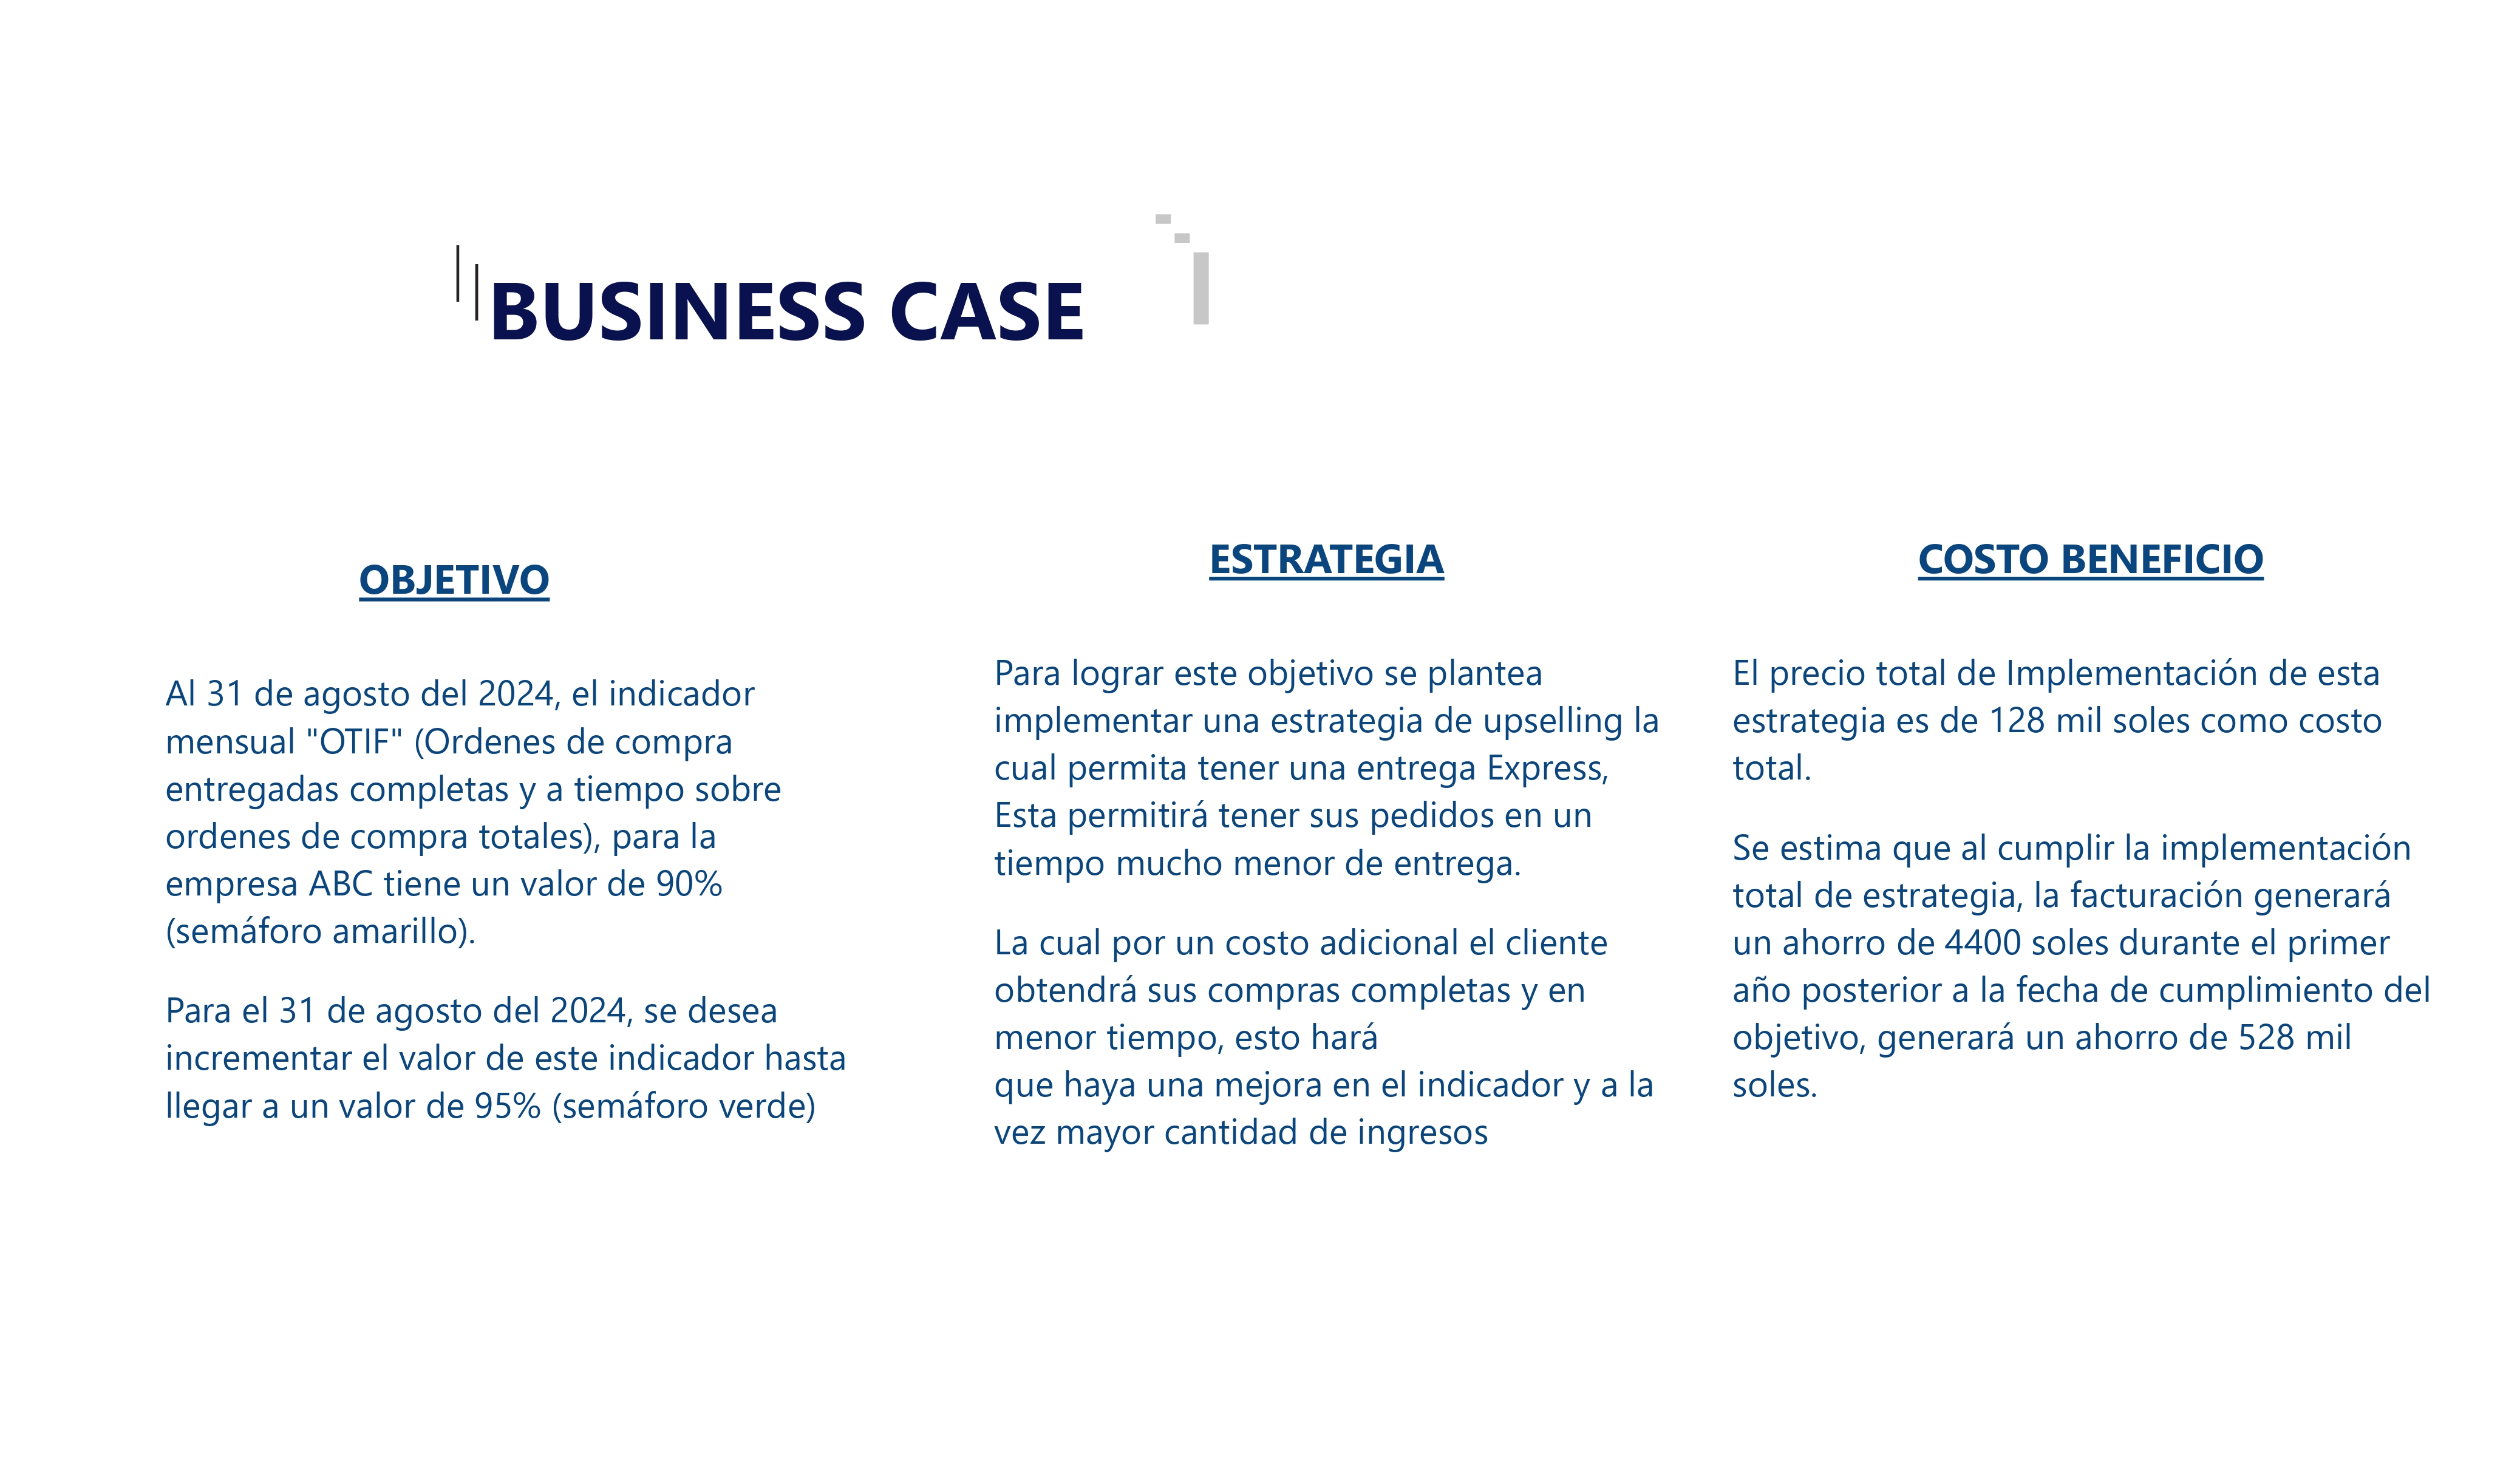 BUSINESS CASE
OBJETIVO
Al 31 de agosto del 2024, el indicador
mensual "OTIF" (Ordenes de compra
entregadas completas y a tiempo sobre
ordenes de compra totales), para la
empresa ABC tiene un valor de 90%
(semáforo amarillo).
Para el 31 de agosto del 2024, se desea
incrementar el valor de este indicador hasta
llegar a un valor de 95% (semáforo verde)
ESTRATEGIA
Para lograr este objetivo se plantea
implementar una estrategia de upselling la
cual permita tener una entrega Express,
Esta permitirá tener sus pedidos en un
tiempo mucho menor de entrega.
La cual por un costo adicional el cliente
obtendrá sus compras completas y en
menor tiempo, esto hará
que haya una mejora en el indicador y a la
vez mayor cantidad de ingresos
COSTO BENEFICIO
El precio total de Implementación de esta
estrategia es de 128 mil soles como costo
total.
Se estima que al cumplir la implementación
total de estrategia, la facturación generará
un ahorro de 4400 soles durante el primer
año posterior a la fecha de cumplimiento del
objetivo, generará un ahorro de 528 mil
soles.